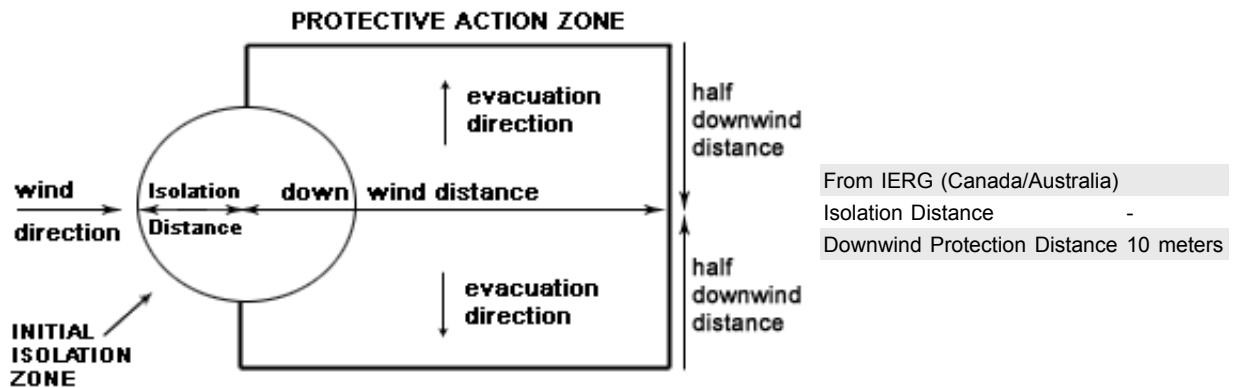 PROTECTIVE ACTION ZONE
evacuation
direction
half
downwind
distance
wind
direction
Isolation
Distance
down wind distance
evacuation
direction
half
downwind
distance
INITIAL
ISOLATION
ZONE
From IERG (Canada/Australia)
Isolation Distance -
Downwind Protection Distance 10 meters